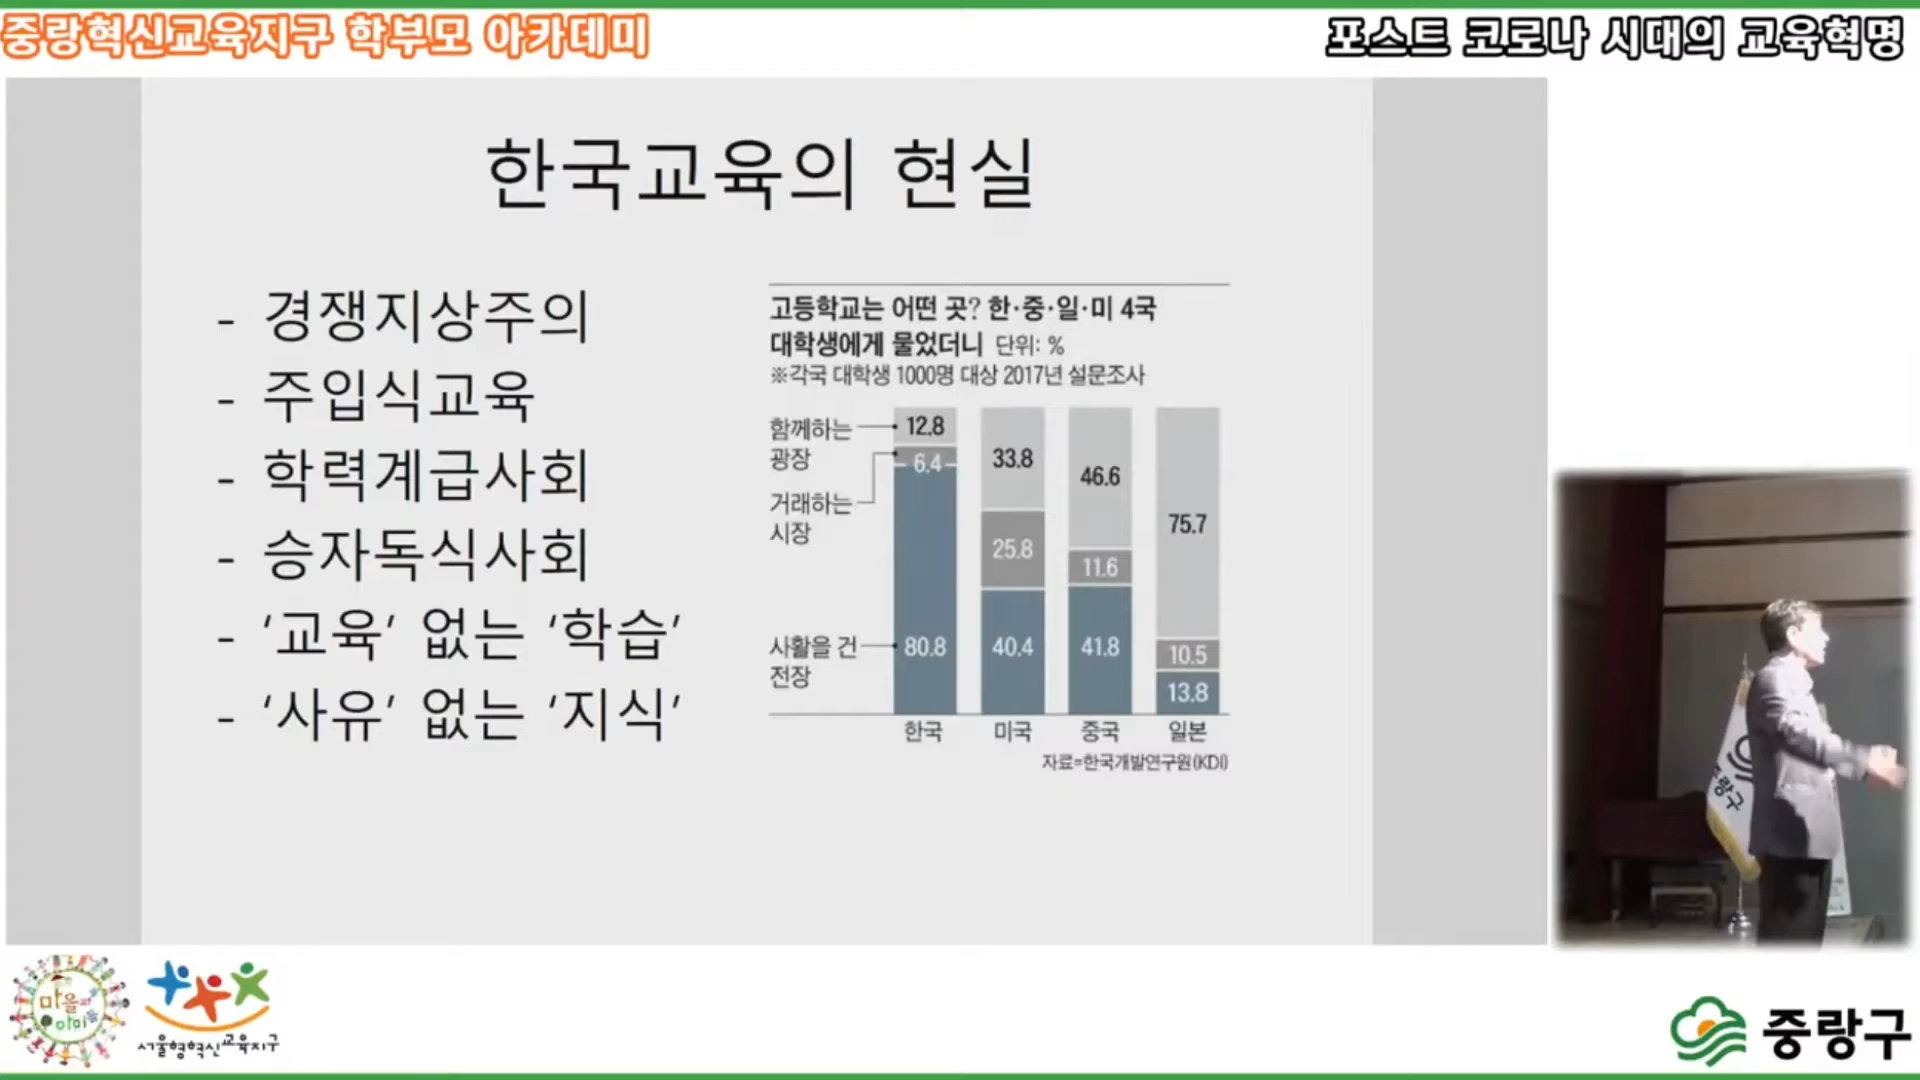 중랑혁신교육지구 학부모 아카데미
포스트 코로나 시대의 교육혁명
한국교육의 현실
- 경쟁지상주의
- 주입식교육
- 학력계급사회
- 승자독식사회
- ‘교육’ 없는 ‘학습’
- ‘사유’ 없는 ‘지식’
고등학교는 어떤 곳? 한·중·일·미 4국
대학생에게 물었더니 단위: %
※각국 대학생 1000명 대상 2017년 설문조사
함께하는
광장
거래하는
시장
사활을 건
전장
12.8
6.4
80.8
33.8
25.8
40.4
46.6
11.6
41.8
75.7
10.5
13.8
한국 미국 중국 일본
자료=한국개발연구원(KDI)
랑구
마을과
아이들
서울형혁신교육지구
중랑구